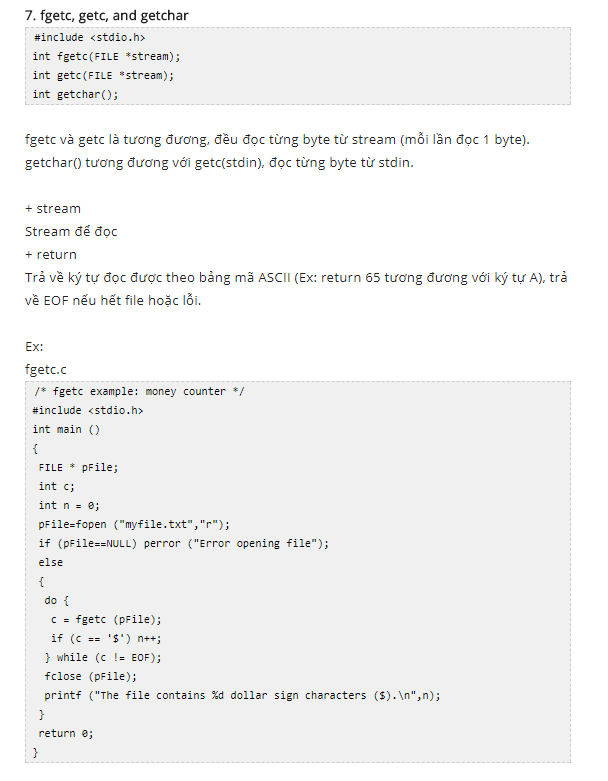 7. fgetc, getc, and getchar
#include <stdio.h>
int fgetc(FILE *stream);
int getc(FILE *stream);
int getchar();
fgetc và getc là tương đương, đều đọc từng byte từ stream (mỗi lần đọc 1 byte).
getchar() tương đương với getc(stdin), đọc từng byte từ stdin.
+ stream
Stream để đọc
+ return
Trả về ký tự đọc được theo bảng mã ASCII (Ex: return 65 tương đương với ký tự A), trả
về EOF nếu hết file hoặc lỗi.
Ex:
fgetc.c
/* fgetc example: money counter */
#include <stdio.h>
int main ()
{
FILE * pFile;
int c;
int n = 0;
pFile=fopen ("myfile.txt","r");
if (pFile==NULL) perror ("Error opening file");
else
{
do {
c = fgetc (pFile);
if (c == '$') n++;
} while (c != EOF);
fclose (pFile);
printf ("The file contains %d dollar sign characters ($).\n",n);
}
return 0;
}